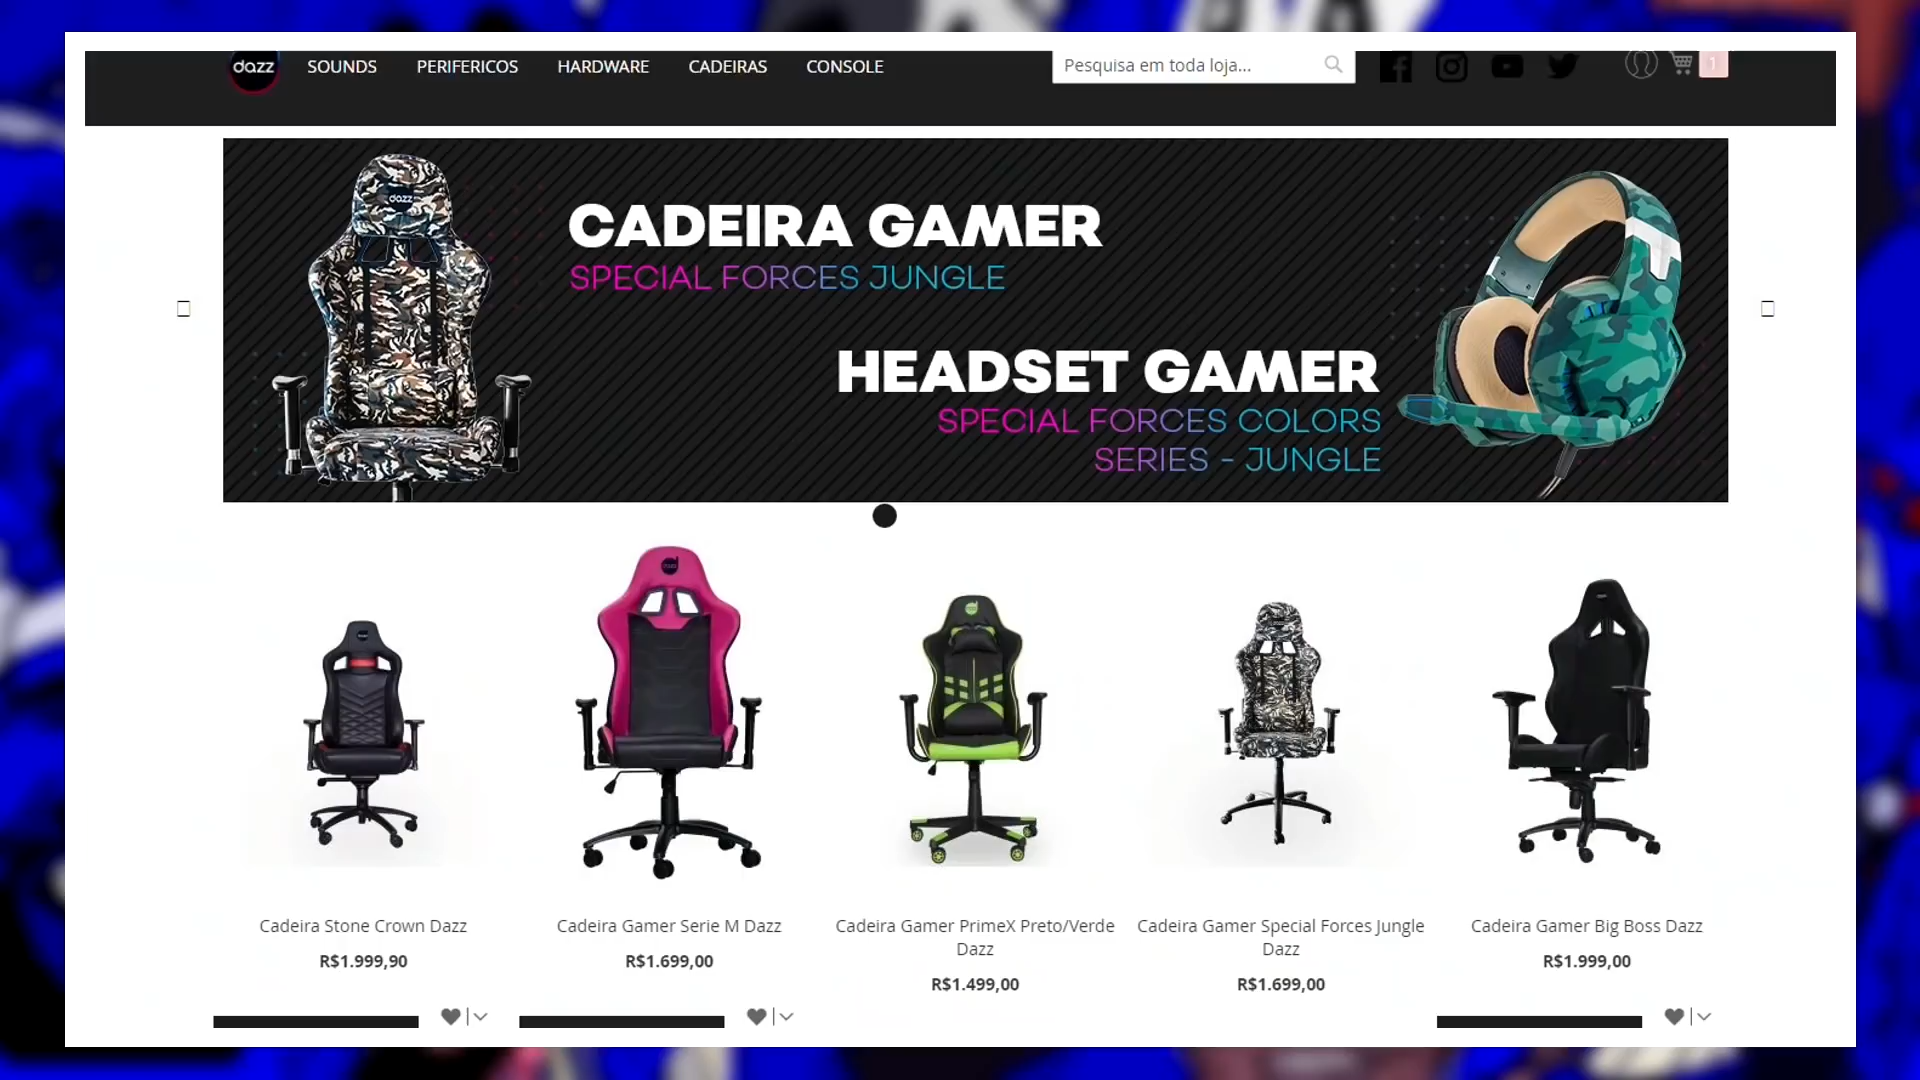 dazz SOUNDS PERIFERICOS HARDWARE CADEIRAS CONSOLE Pesquisa em toda loja... 1
dazz
CADEIRA GAMER
SPECIAL FORCES JUNGLE
HEADSET GAMER
SPECIAL FORCES COLORS
SERIES - JUNGLE
Cadeira Stone Crown Dazz
R$1.999,90
Cadeira Gamer Serie M Dazz
R$1.699,00
Cadeira Gamer PrimeX Preto/Verde
Dazz
R$1.499,00
Cadeira Gamer Special Forces Jungle
Dazz
R$1.699,00
Cadeira Gamer Big Boss Dazz
R$1.999,00